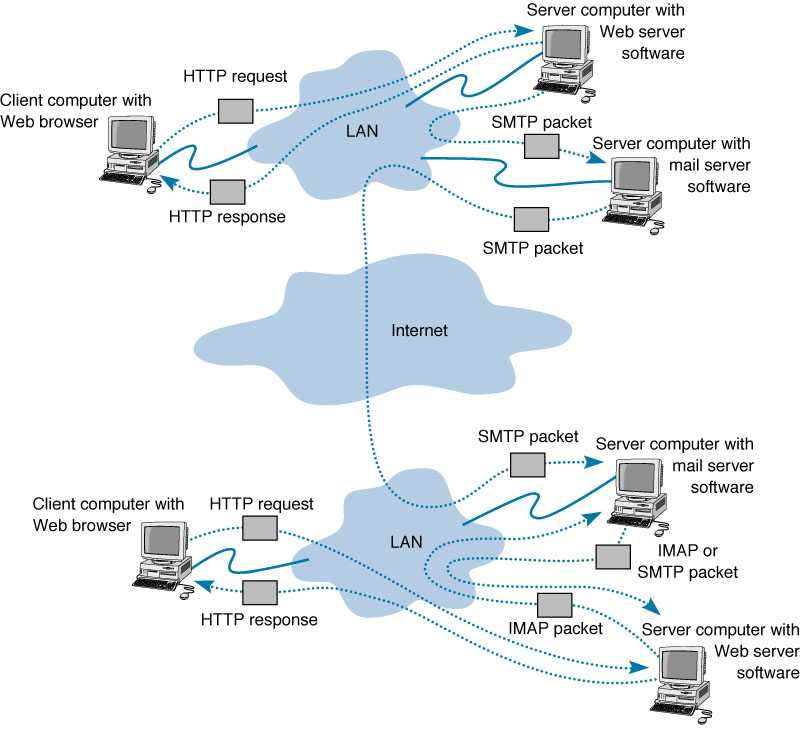 Server computer with
Web server
software
HTTP request
Client computer with
Web browser
LAN
SMTP packet
Server computer with
mail server
software
HTTP response
SMTP packet
Internet
SMTP packet
Server computer with
mail server
software
Client computer with
Web browser
HTTP request
LAN
IMAP or
SMTP packet
HTTP response
IMAP packet
Server computer with
Web server
software